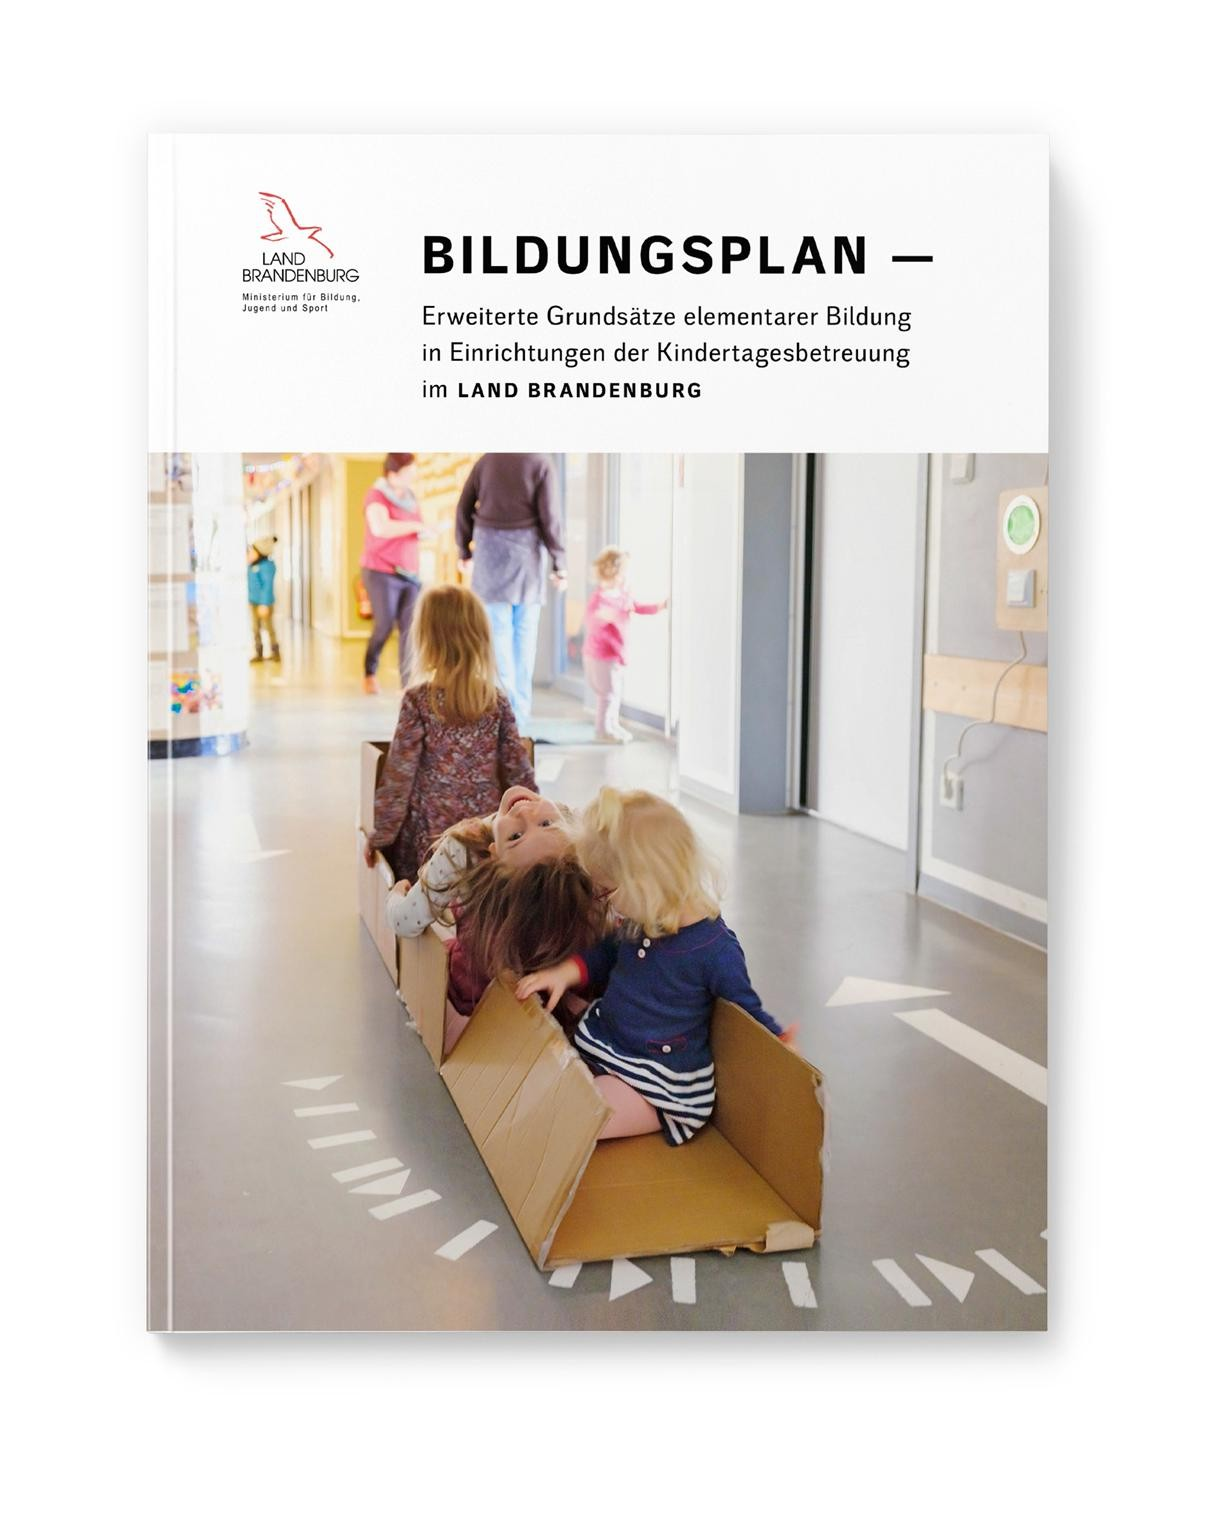 LAND
BRANDENBURG
Ministerium für Bildung,
Jugend und Sport
BILDUNGSPLAN —
Erweiterte Grundsätze elementarer Bildung
in Einrichtungen der Kindertagesbetreuung
im LAND BRANDENBURG